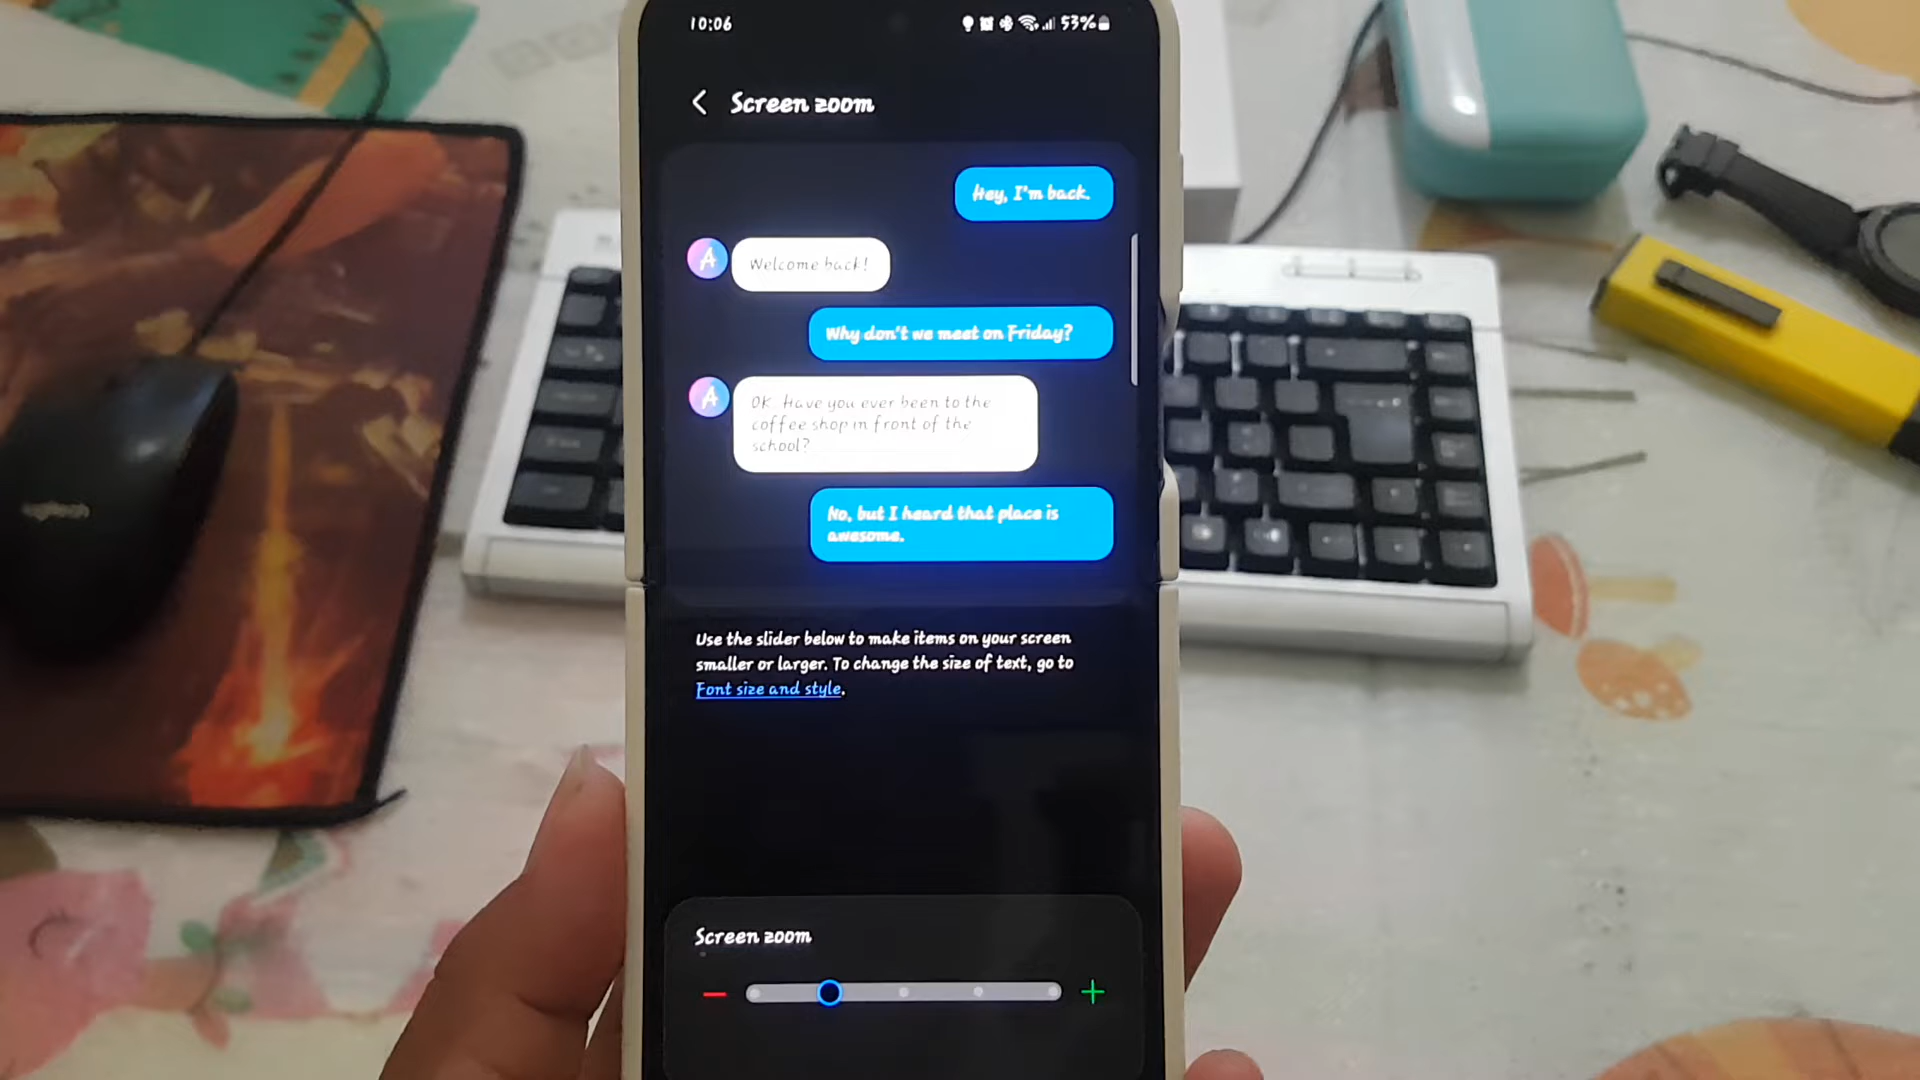 10:06
53%
Screen zoom
Hey, I'm back.
A
Welcome back!
Why don't we meet on Friday?
A
OK. Have you ever been to the
coffee shop in front of the
school?
No, but I heard that place is
awesome.
Use the slider below to make items on your screen
smaller or larger. To change the size of text, go to
Font size and style.
Screen zoom
logitech